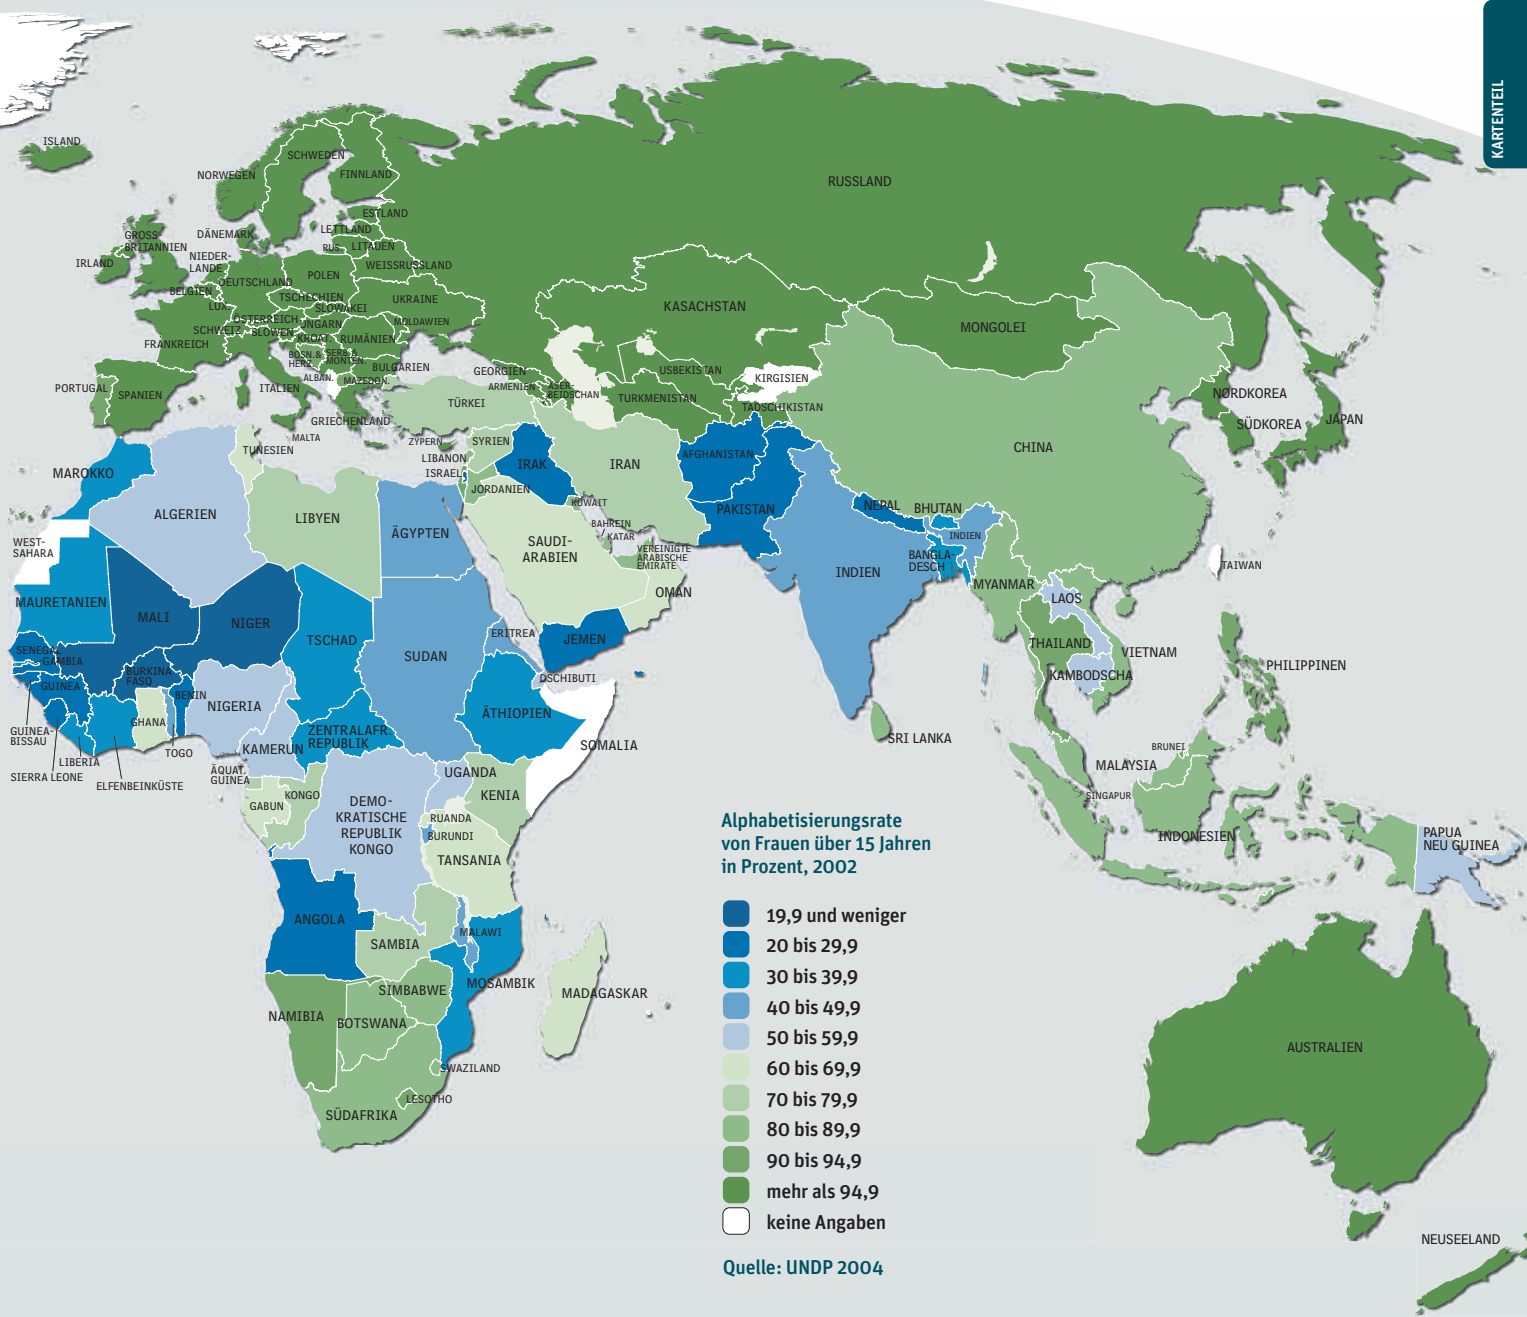 KARTENTEIL
ISLAND
SCHWEDEN
NORWEGEN
FINNLAND
RUSSLAND
ESTLAND
LETTLAND
DÄNEMARK
GROSS-
BRITANNIEN
RUS.
LITAUEN
IRLAND
NIEDER-
LANDE
WEISSRUSSLAND
POLEN
DEUTSCHLAND
BELGIEN
TSCHECHIEN
UKRAINE
LUX.
SLOWAKEI
ÖSTERREICH
UNGARN
MOLDAWIEN
SCHWEIZ
SLOWEN.
KROAT.
RUMÄNIEN
FRANKREICH
BOSN.&
HERZ.
SERB.&
MONTEN.
BULGARIEN
ALBAN.
MAZEDON.
PORTUGAL
SPANIEN
ITALIEN
GRIECHENLAND
MALTA
KASACHSTAN
MONGOLEI
GEORGIEN
ARMENIEN
ASER-
BEIDSCHAN
USBEKISTAN
KIRGISIEN
TURKMENISTAN
TADSCHIKISTAN
NORDKOREA
SÜDKOREA
JAPAN
TÜRKEI
CHINA
ZYPERN
SYRIEN
LIBANON
ISRAEL
IRAK
IRAN
AFGHANISTAN
JORDANIEN
KUWAIT
PAKISTAN
NEPAL
BHUTAN
BAHREIN
KATAR
INDIEN
VEREINIGTE
ARABISCHE
EMIRATE
SAUDI-
ARABIEN
BANGLA-
DESCH
TAIWAN
INDIEN
OMAN
MYANMAR
LAOS
JEMEN
THAILAND
VIETNAM
KAMBODSCHA
PHILIPPINEN
SRI LANKA
BRUNEI
MALAYSIA
SINGAPUR
INDONESIEN
PAPUA
NEU GUINEA
MAROKKO
TUNESIEN
ALGERIEN
LIBYEN
ÄGYPTEN
WEST-
SAHARA
MAURETANIEN
MALI
NIGER
TSCHAD
SUDAN
ERITREA
SENEGAL
GAMBIA
BURKINA
FASO
DSCHIBUTI
GUINEA
BENIN
NIGERIA
ÄTHIOPIEN
GHANA
GUINEA-
BISSAU
ZENTRALAFR.
REPUBLIK
SOMALIA
KAMERUN
TOGO
LIBERIA
SIERRA LEONE
ELFENBEINKÜSTE
ÄQUAT.
GUINEA
UGANDA
KENIA
GABUN
KONGO
DEMO-
KRATISCHE
REPUBLIK
KONGO
RUANDA
BURUNDI
TANSANIA
ANGOLA
SAMBIA
MALAWI
MOSAMBIK
SIMBABWE
MADAGASKAR
NAMIBIA
BOTSWANA
SWAZILAND
LESOTHO
SÜDAFRIKA
AUSTRALIEN
NEUSEELAND
Alphabetisierungsrate
von Frauen über 15 Jahren
in Prozent, 2002
19,9 und weniger
20 bis 29,9
30 bis 39,9
40 bis 49,9
50 bis 59,9
60 bis 69,9
70 bis 79,9
80 bis 89,9
90 bis 94,9
mehr als 94,9
keine Angaben
Quelle: UNDP 2004